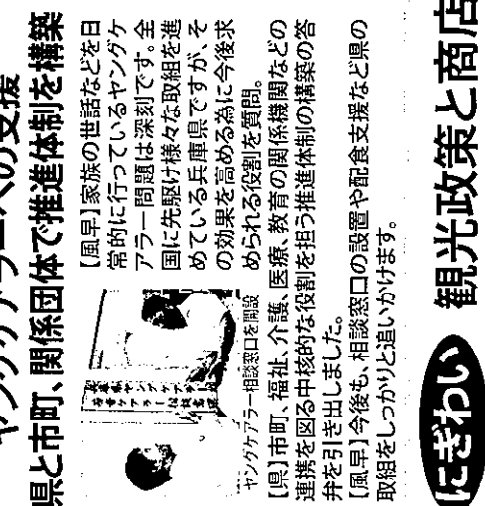 ヤングケアラーへの支援
県と市町、関係団体で推進体制を構築
【風早】家族の世話などを日
常的に行っているヤングケ
アラー問題は深刻です。全
国に先駆け様々な取組を進
めている兵庫県ですが、そ
の効果を高める為に今後求
められる役割を質問。
ヤングケアラー相談窓口を開設
【県】市町、福祉、介護、医療、教育の関係機関などの
連携を図る中核的な役割を担う推進体制の構築の答
弁を引き出しました。
【風早】今後も、相談窓口の設置や配食支援など県の
取組をしっかりと追いかけます。
にぎわい 観光政策と商店